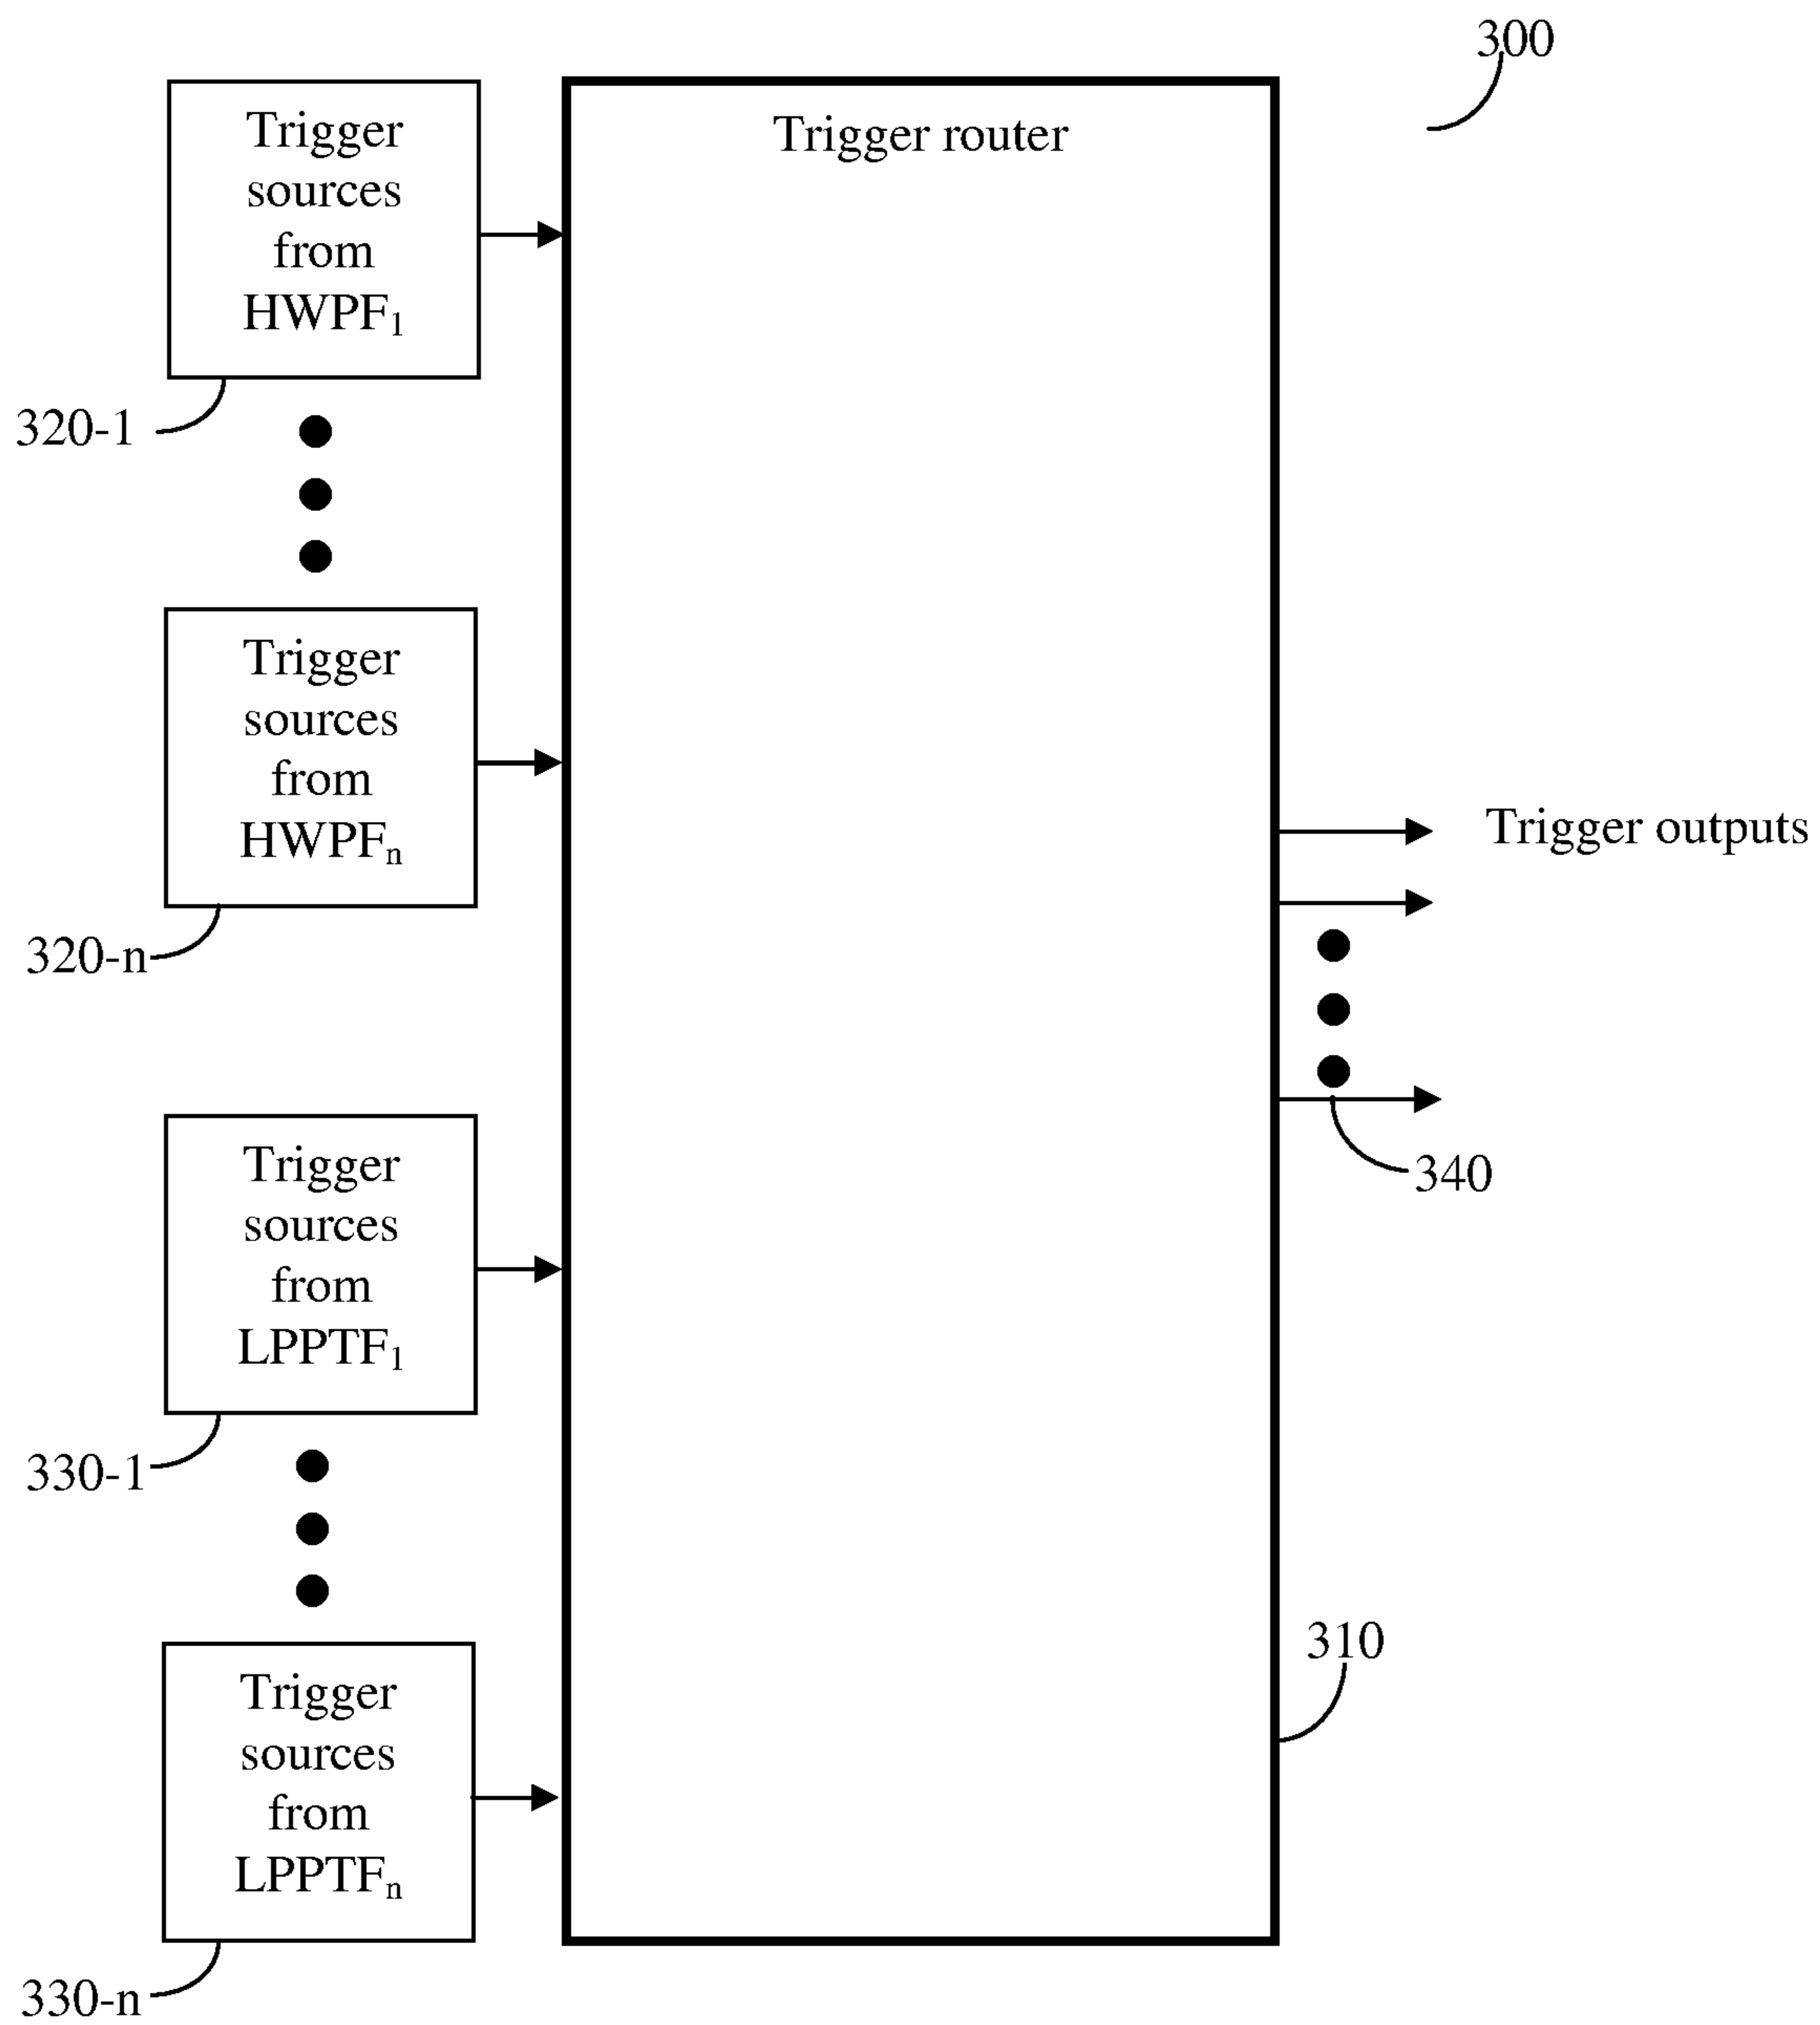 300
Trigger
sources
from
HWPF₁
Trigger router
320-1
Trigger
sources
from
HWPFₙ
Trigger outputs
320-n
Trigger
sources
from
LPPTF₁
340
330-1
310
Trigger
sources
from
LPPTFₙ
330-n